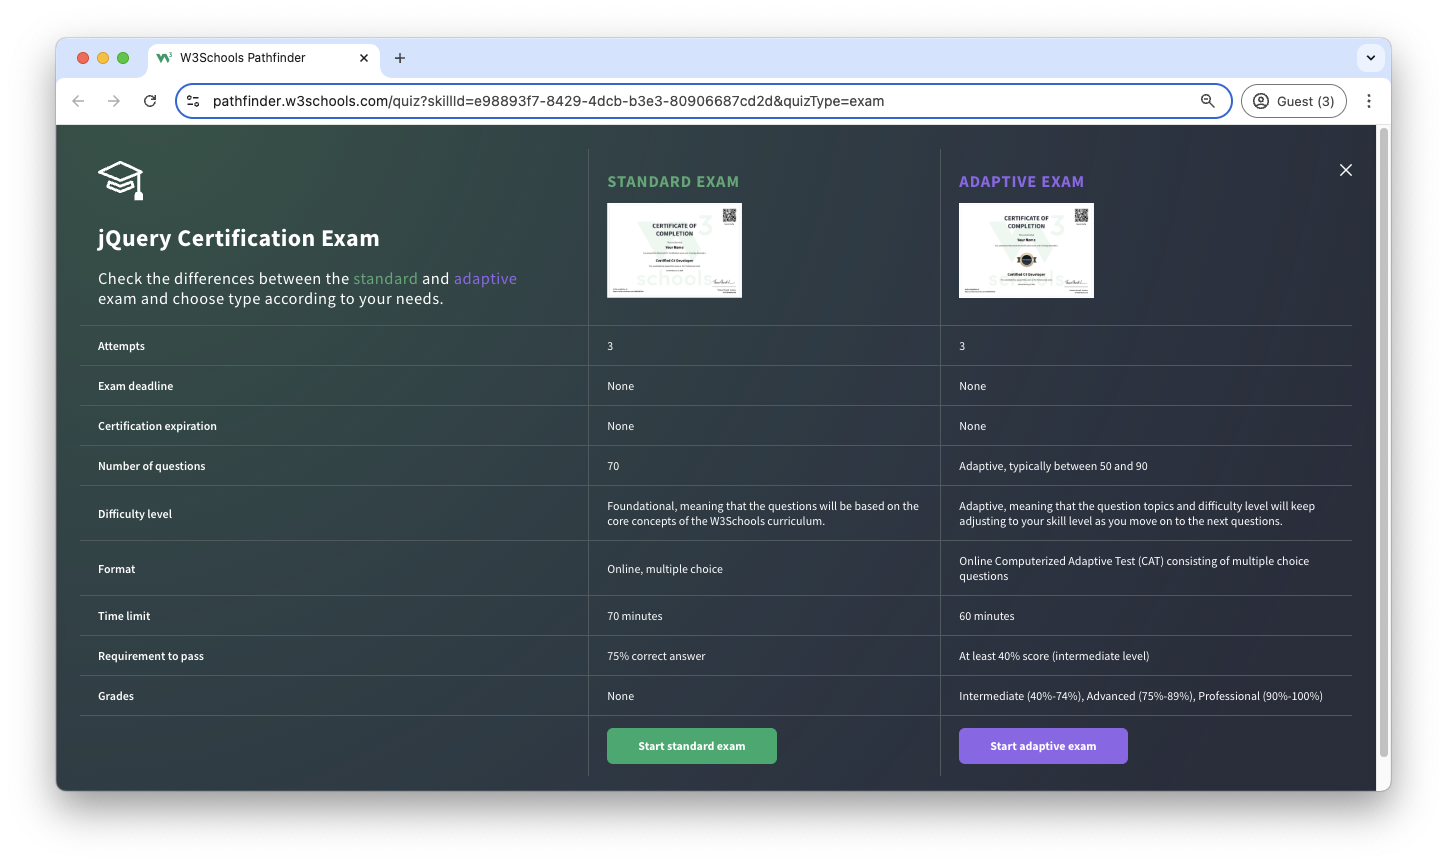 W3Schools Pathfinder
pathfinder.w3schools.com/quiz?skillId=e98893f7-8429-4dcb-b3e3-80906687cd2d&quizType=exam
Guest (3)
jQuery Certification Exam
Check the differences between the standard and adaptive
exam and choose type according to your needs.
STANDARD EXAM
CERTIFICATE OF
COMPLETION
Your Name
schools
ADAPTIVE EXAM
CERTIFICATE OF
COMPLETION
Your Name
schools
Attempts
3
3
Exam deadline
None
None
Certification expiration
None
None
Number of questions
70
Adaptive, typically between 50 and 90
Difficulty level
Foundational, meaning that the questions will be based on the
core concepts of the W3Schools curriculum.
Adaptive, meaning that the question topics and difficulty level will keep
adjusting to your skill level as you move on to the next questions.
Format
Online, multiple choice
Online Computerized Adaptive Test (CAT) consisting of multiple choice
questions
Time limit
70 minutes
60 minutes
Requirement to pass
75% correct answer
At least 40% score (intermediate level)
Grades
None
Intermediate (40%-74%), Advanced (75%-89%), Professional (90%-100%)
Start standard exam
Start adaptive exam